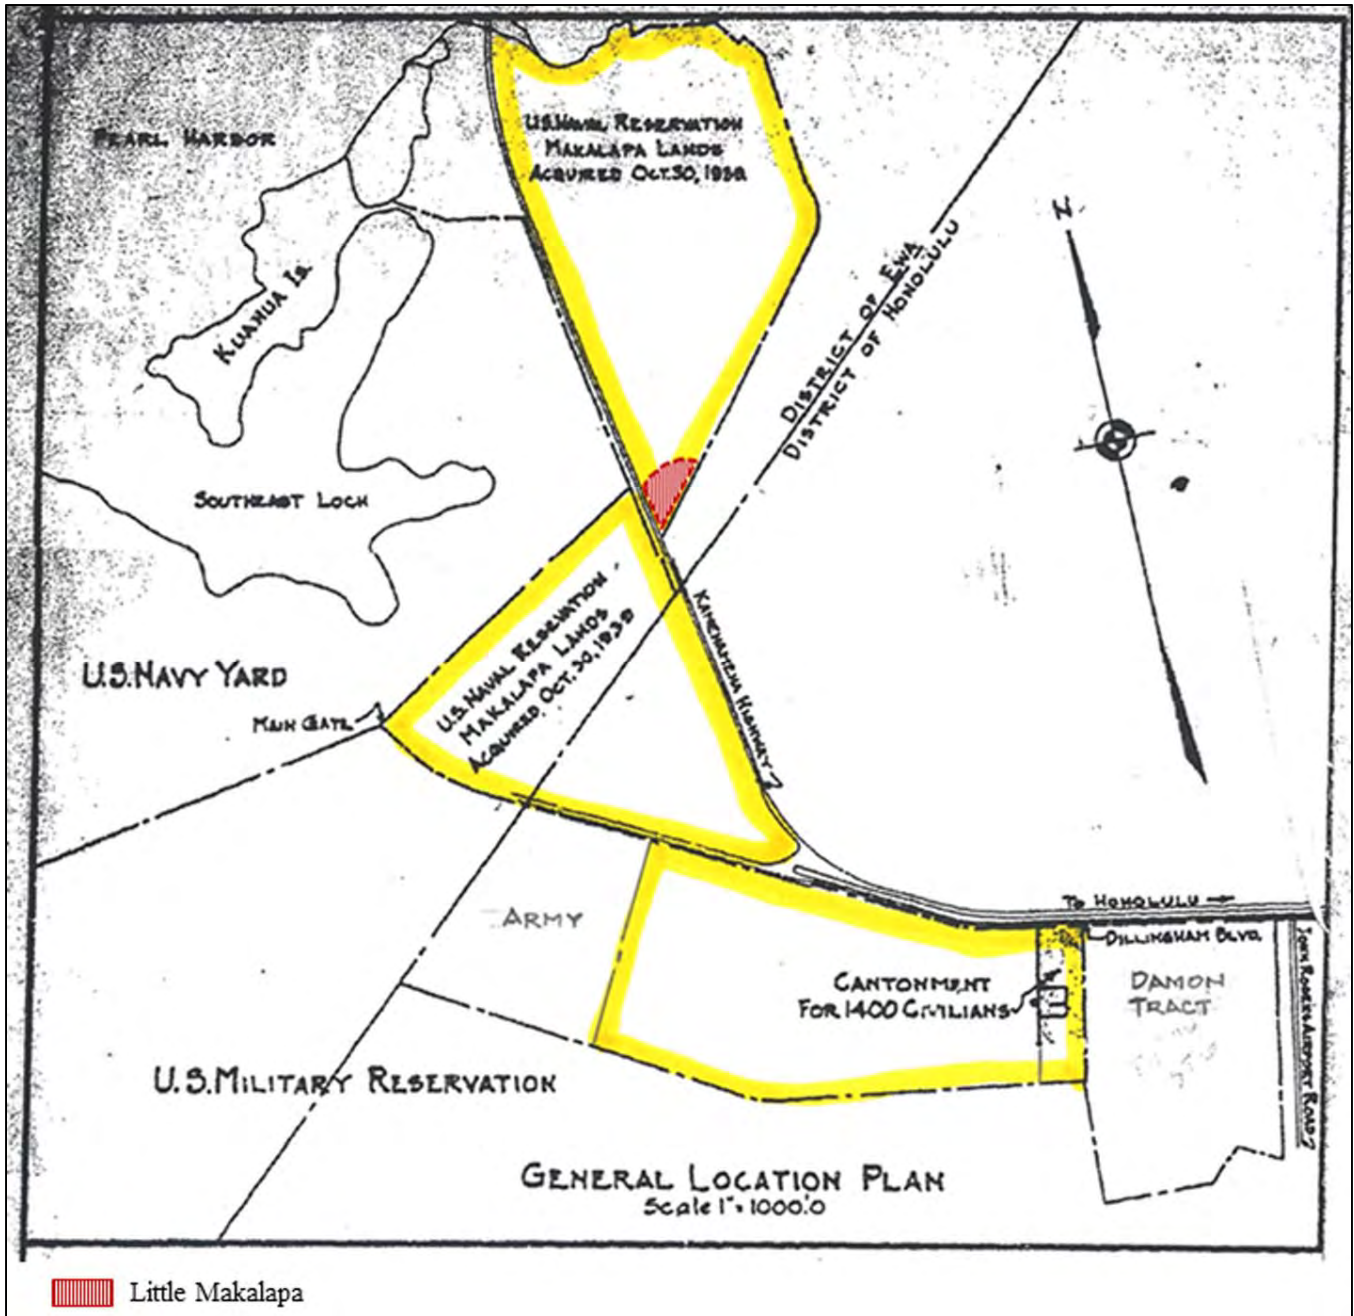 PEARL HARBOR
U.S. NAVAL RESERVATION
MAKALAPA LANDS
ACQUIRED OCT. 30, 1939
N
DISTRICT OF EWA
DISTRICT OF HONOLULU
KUAHUA IS.
SOUTHEAST LOCH
U.S. NAVAL RESERVATION
MAKALAPA LANDS
ACQUIRED OCT. 30, 1939
KAMEHAMEHA HIGHWAY
U.S. NAVY YARD
MAIN GATE
TO HONOLULU
DILLINGHAM BLVD.
ARMY
CANTONMENT
FOR 1400 CIVILIANS
DAMON
TRACT
JOHN RODGERS AIRPORT ROAD
U.S. MILITARY RESERVATION
GENERAL LOCATION PLAN
Scale 1" = 1000'.0
Little Makalapa